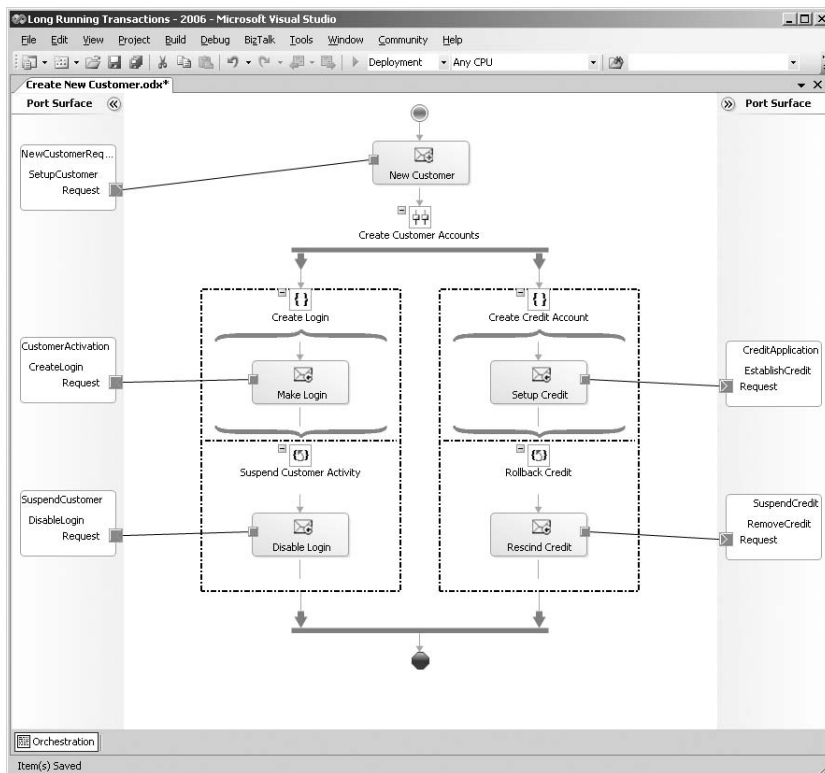 Long Running Transactions - 2006 - Microsoft Visual Studio
File Edit View Project Build Debug BizTalk Tools Window Community Help
Deployment Any CPU
Create New Customer.odx*
Port Surface
Port Surface
NewCustomerReq ...
SetupCustomer
Request
New Customer
Create Customer Accounts
Create Login
Create Credit Account
CustomerActivation
CreateLogin
Request
Make Login
Setup Credit
CreditApplication
EstablishCredit
Request
Suspend Customer Activity
Rollback Credit
SuspendCustomer
DisableLogin
Request
Disable Login
Rescind Credit
SuspendCredit
RemoveCredit
Request
Orchestration
Item(s) Saved